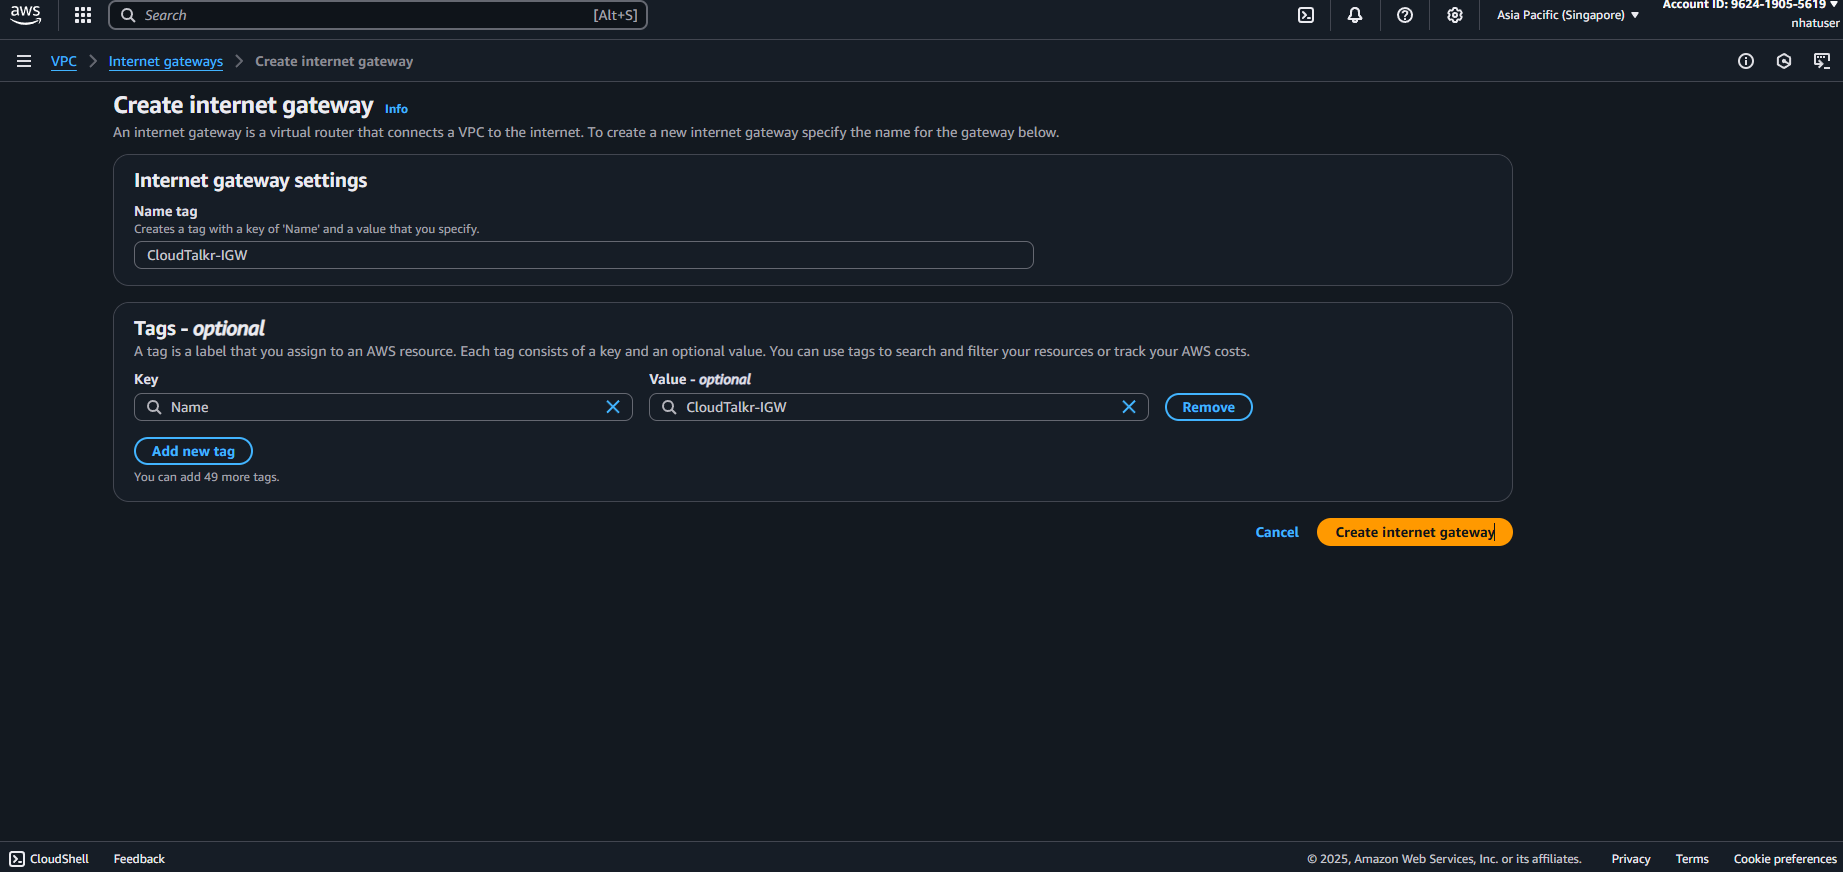 aws
Search [Alt+S]
Asia Pacific (Singapore)
Account ID: 9624-1905-5619
nhatuser
VPC Internet gateways Create internet gateway
Create internet gateway Info
An internet gateway is a virtual router that connects a VPC to the internet. To create a new internet gateway specify the name for the gateway below.
Internet gateway settings
Name tag
Creates a tag with a key of 'Name' and a value that you specify.
CloudTalkr-IGW
Tags - optional
A tag is a label that you assign to an AWS resource. Each tag consists of a key and an optional value. You can use tags to search and filter your resources or track your AWS costs.
Key Value - optional
Name CloudTalkr-IGW Remove
Add new tag
You can add 49 more tags.
Cancel Create internet gateway
CloudShell Feedback © 2025, Amazon Web Services, Inc. or its affiliates. Privacy Terms Cookie preferences